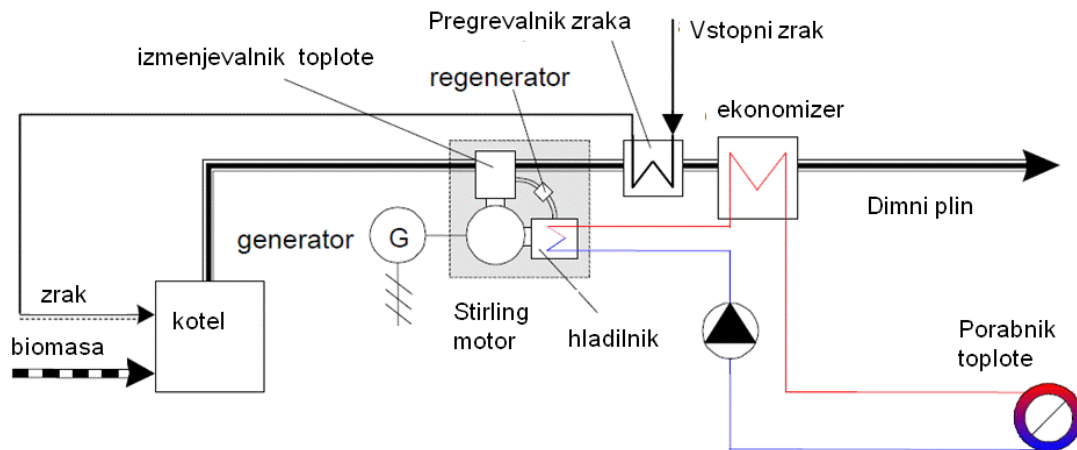 Pregrevalnik zraka
Vstopni zrak
izmenjevalnik toplote
regenerator
ekonomizer
Dimni plin
generator
G
zrak
kotel
biomasa
Stirling
motor
hladilnik
Porabnik
toplote